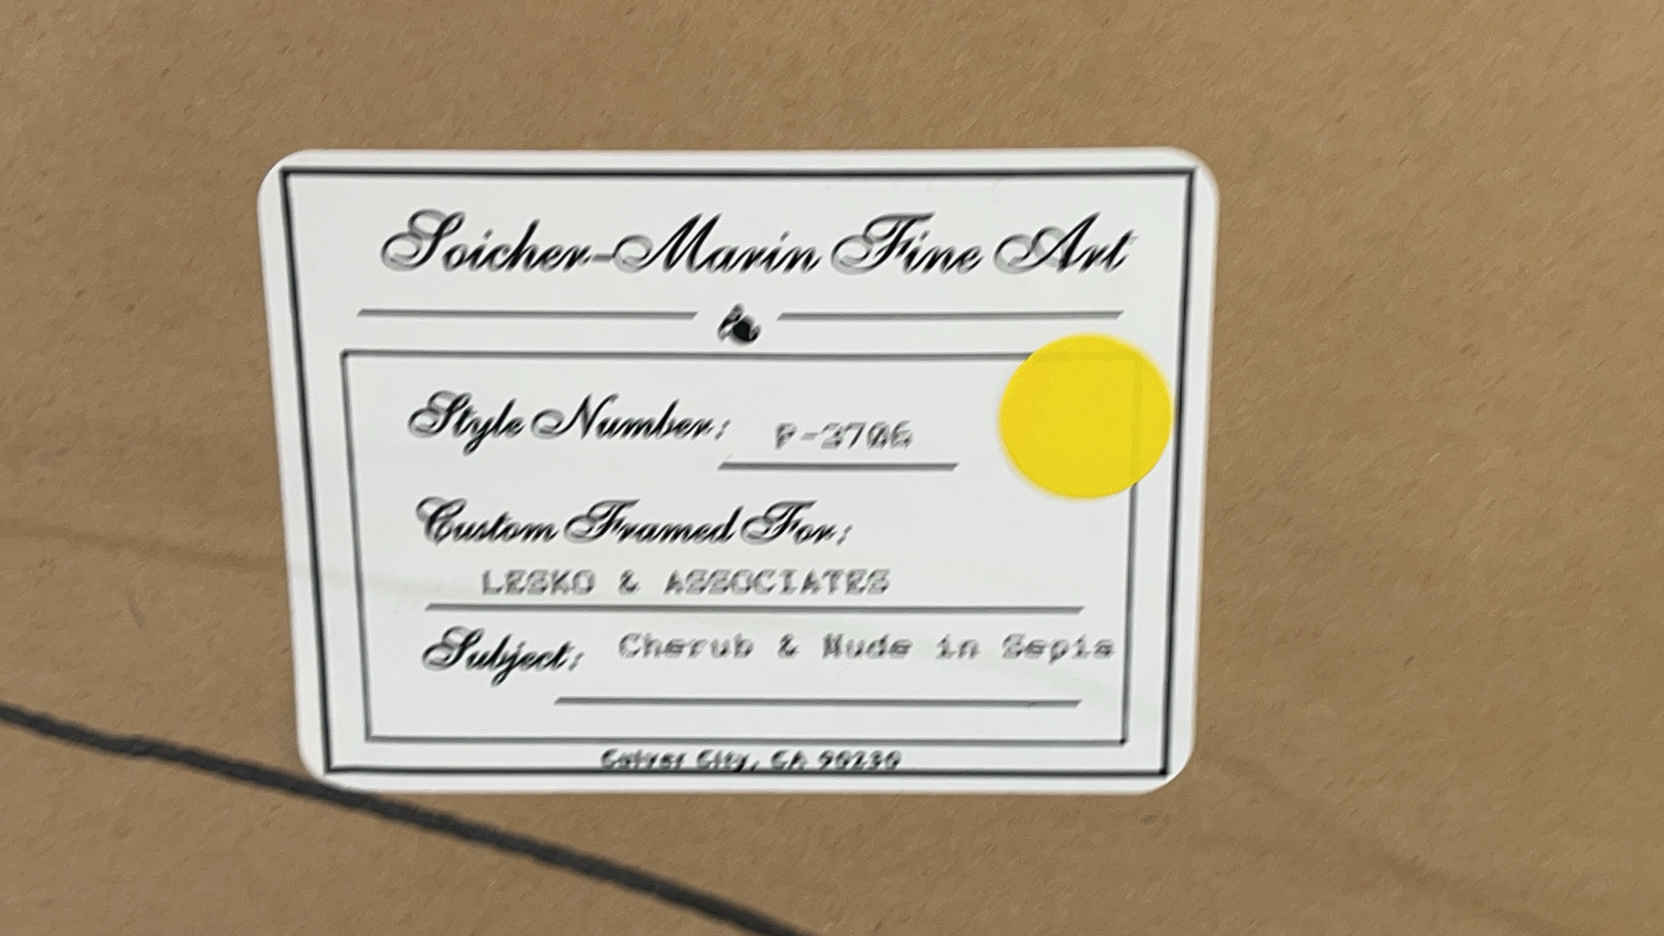 Soicher-Marin Fine Art
Style Number: P-3706
Custom Framed For:
LESKO & ASSOCIATES
Subject: Cherub & Nude in Sepia
Culver City, CA 90230